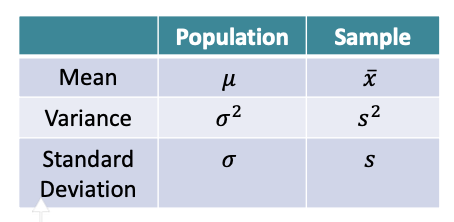 Population Sample
Mean μ x̄
Variance σ² s²
Standard
Deviation σ s